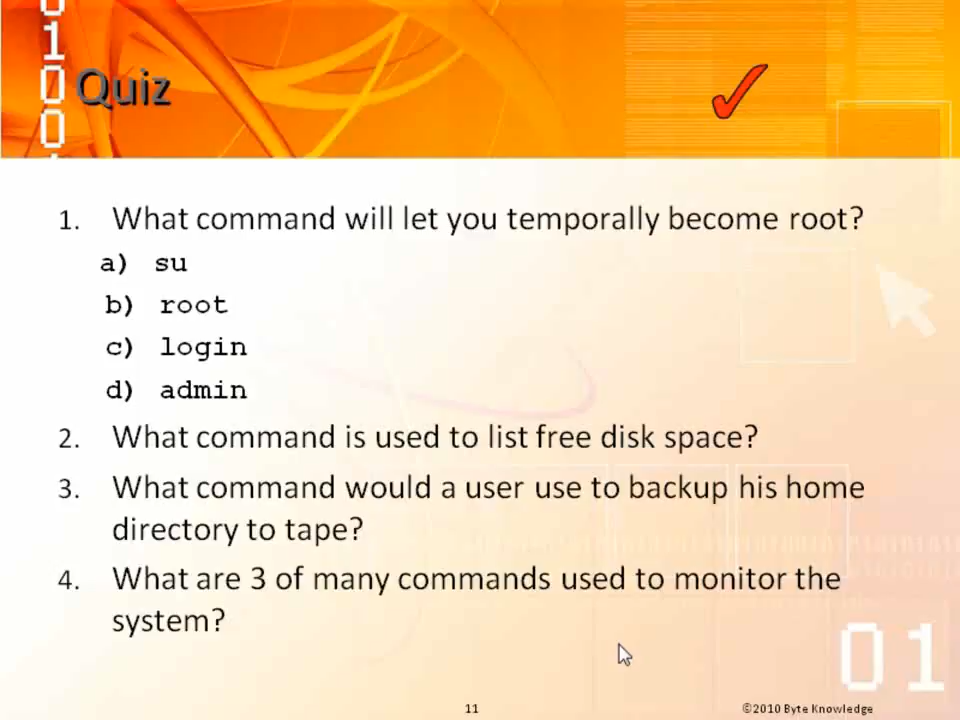 010
Quiz
1. What command will let you temporally become root?
a) su
b) root
c) login
d) admin
2. What command is used to list free disk space?
3. What command would a user use to backup his home
directory to tape?
4. What are 3 of many commands used to monitor the
system?
01
11
©2010 Byte Knowledge